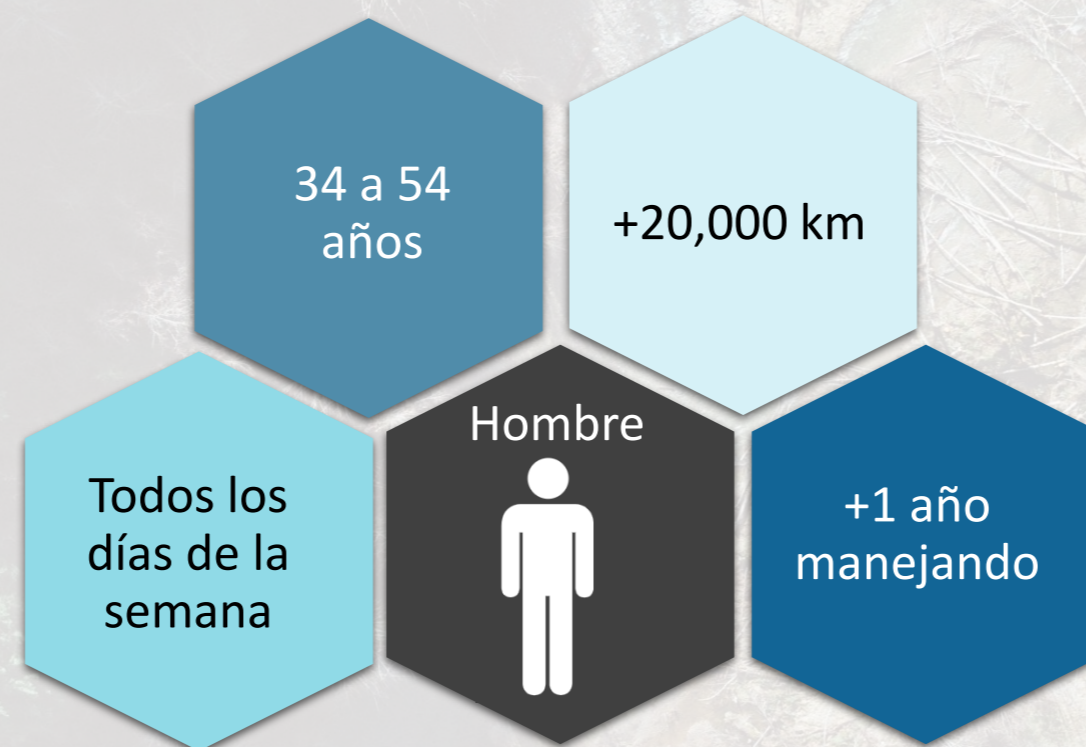 34 a 54
años
+20,000 km
Todos los
días de la
semana
Hombre
+1 año
manejando